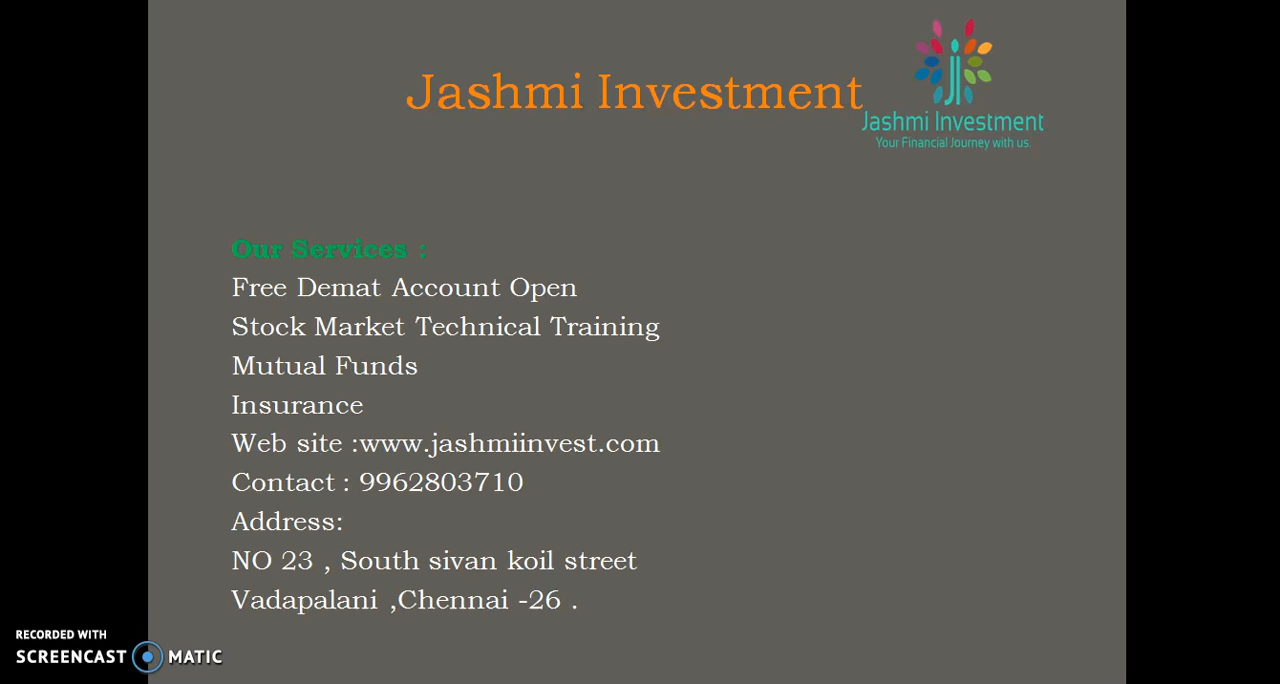 Jashmi Investment
Jashmi Investment
Your Financial Journey with us.
Our Services :
Free Demat Account Open
Stock Market Technical Training
Mutual Funds
Insurance
Web site :www.jashmiinvest.com
Contact : 9962803710
Address:
NO 23 , South sivan koil street
Vadapalani ,Chennai -26 .
RECORDED WITH
SCREENCAST MATIC